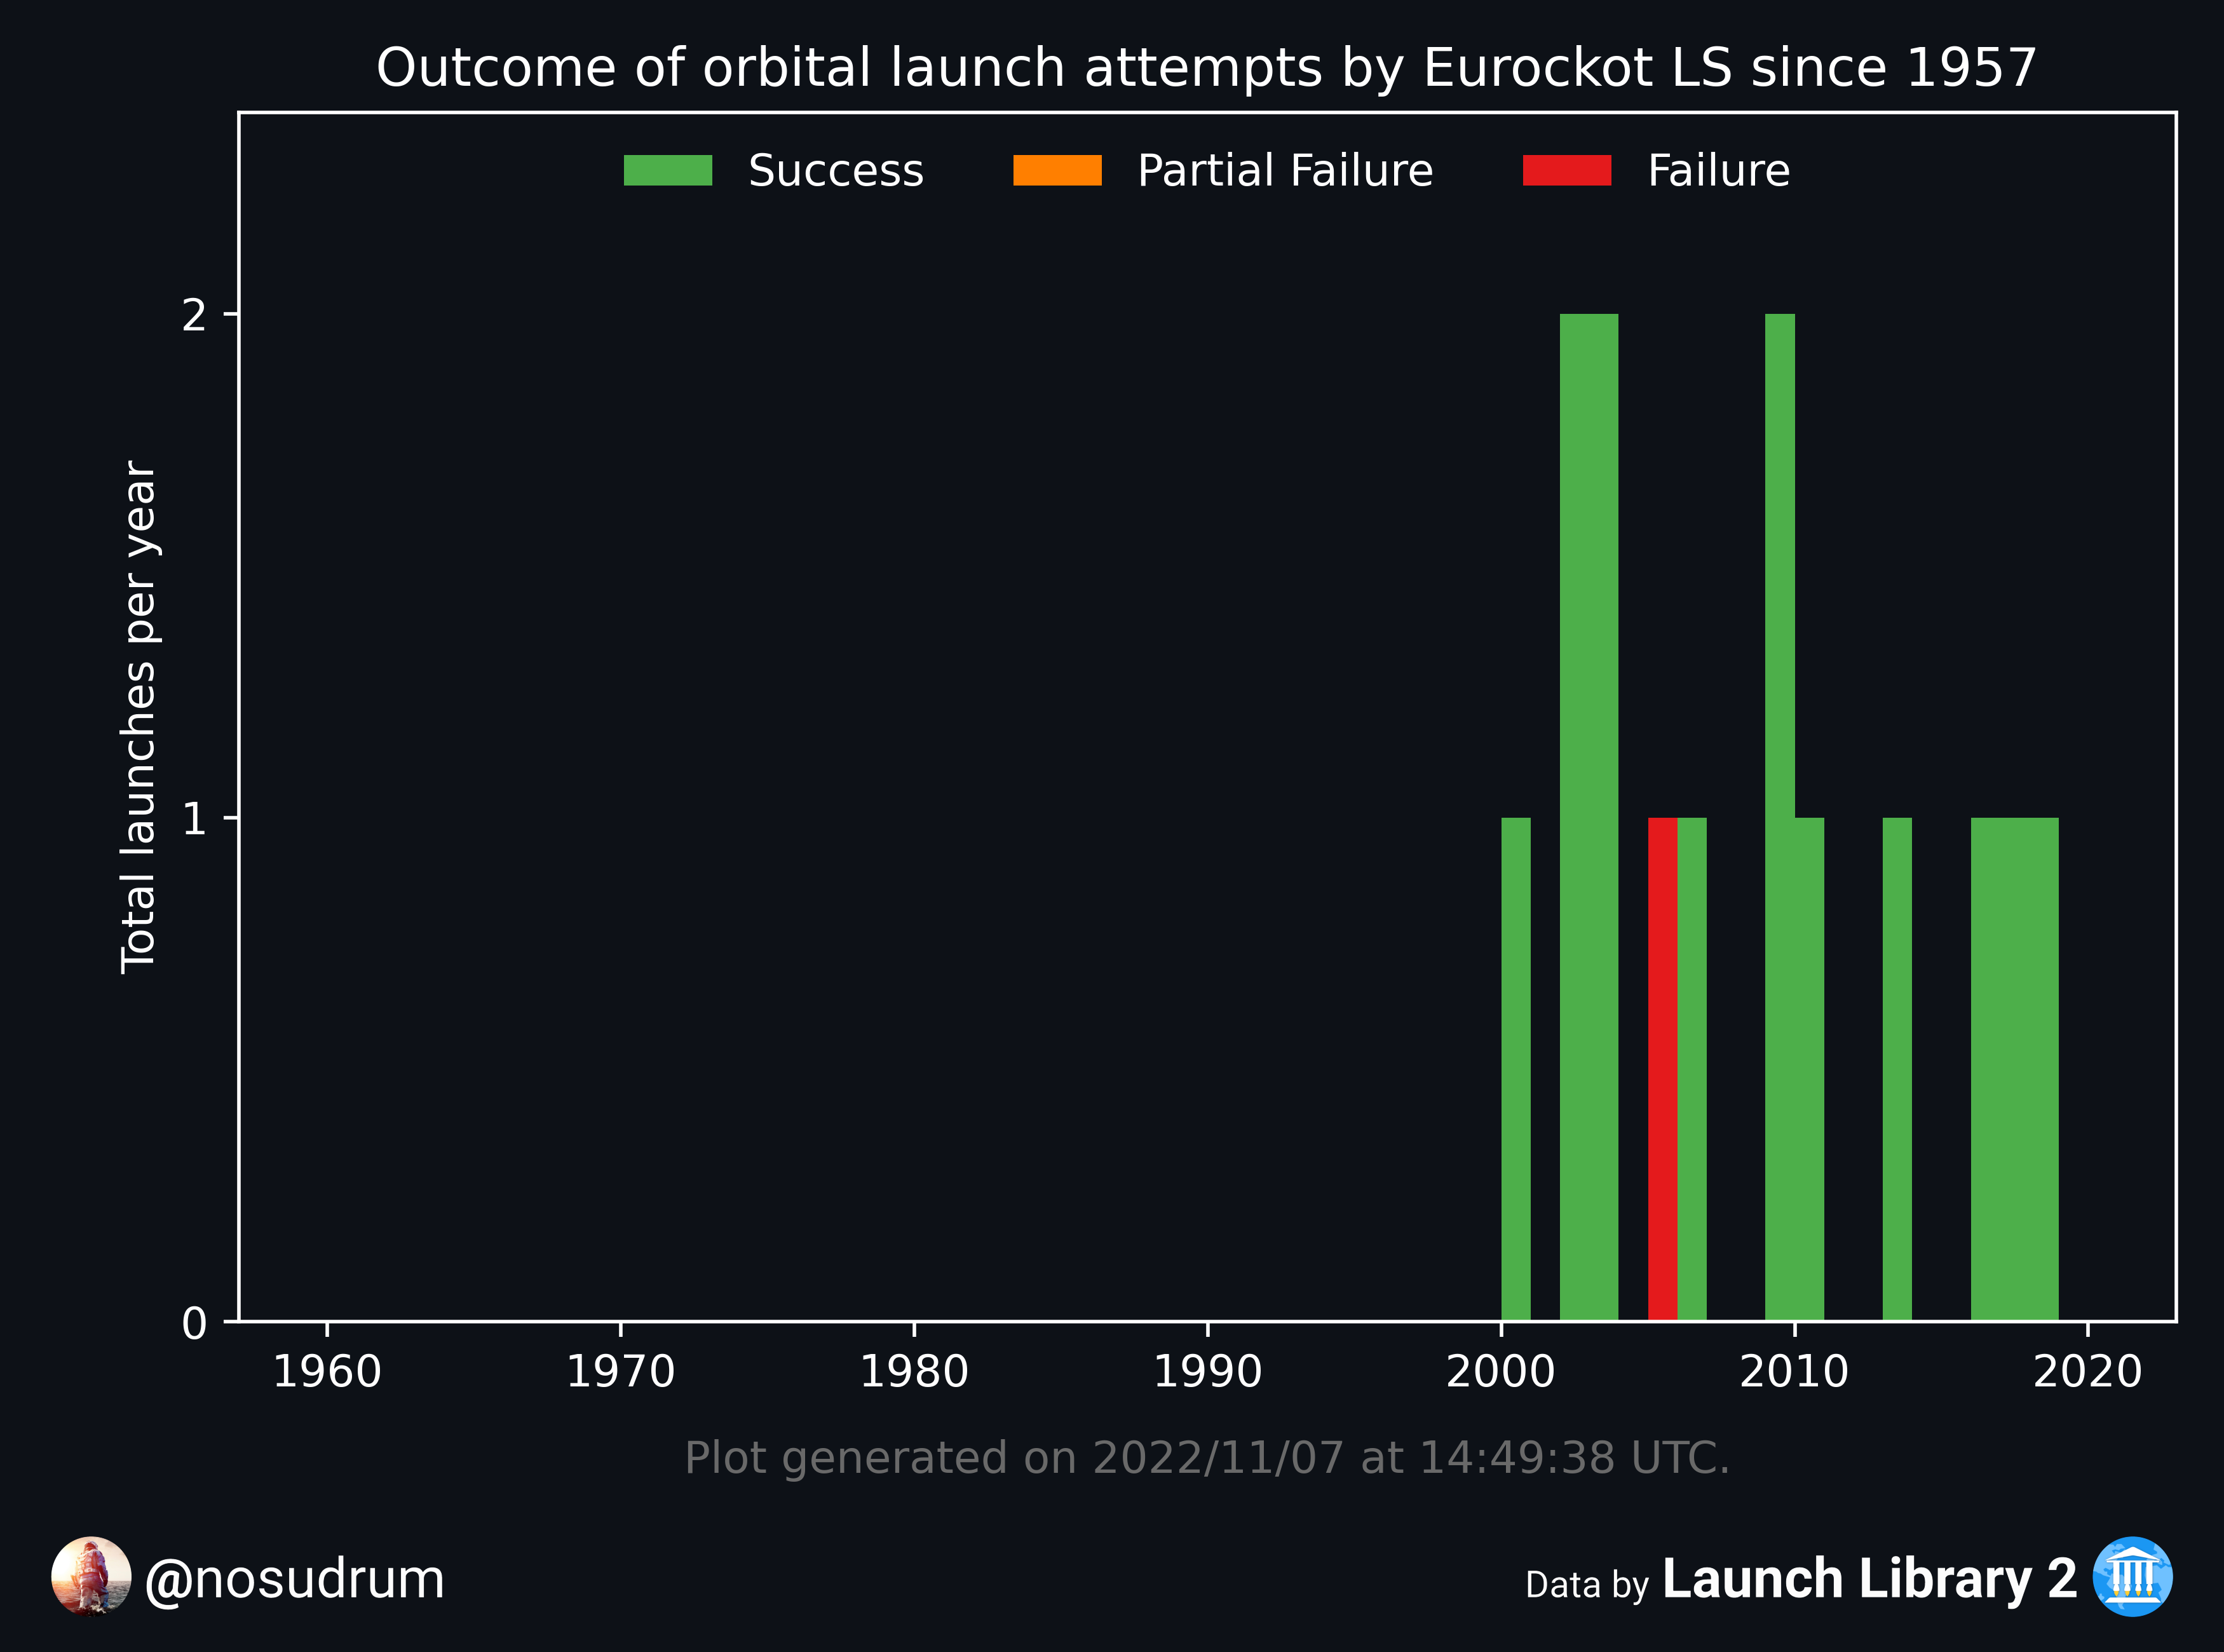 Outcome of orbital launch attempts by Eurockot LS since 1957
Success Partial Failure Failure
Total launches per year
2
1
0
1960 1970 1980 1990 2000 2010 2020
Plot generated on 2022/11/07 at 14:49:38 UTC.
@nosudrum
Data by Launch Library 2